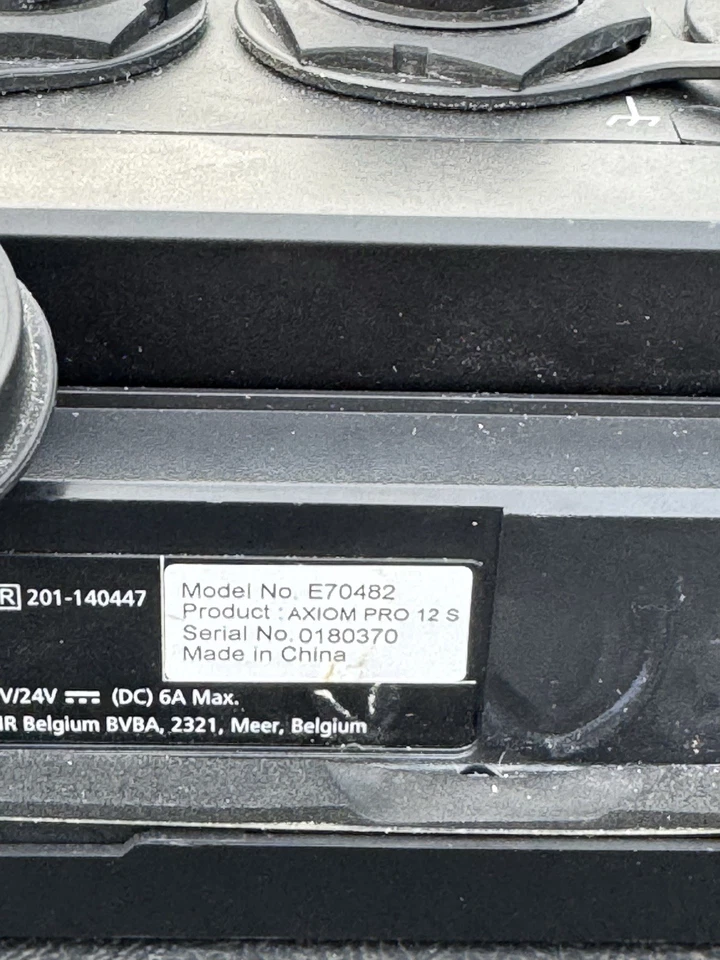 R 201-140447
Model No. E70482
Product : AXIOM PRO 12 S
Serial No. 0180370
Made in China
V/24V (DC) 6A Max.
Belgium BVBA, 2321, Meer, Belgium